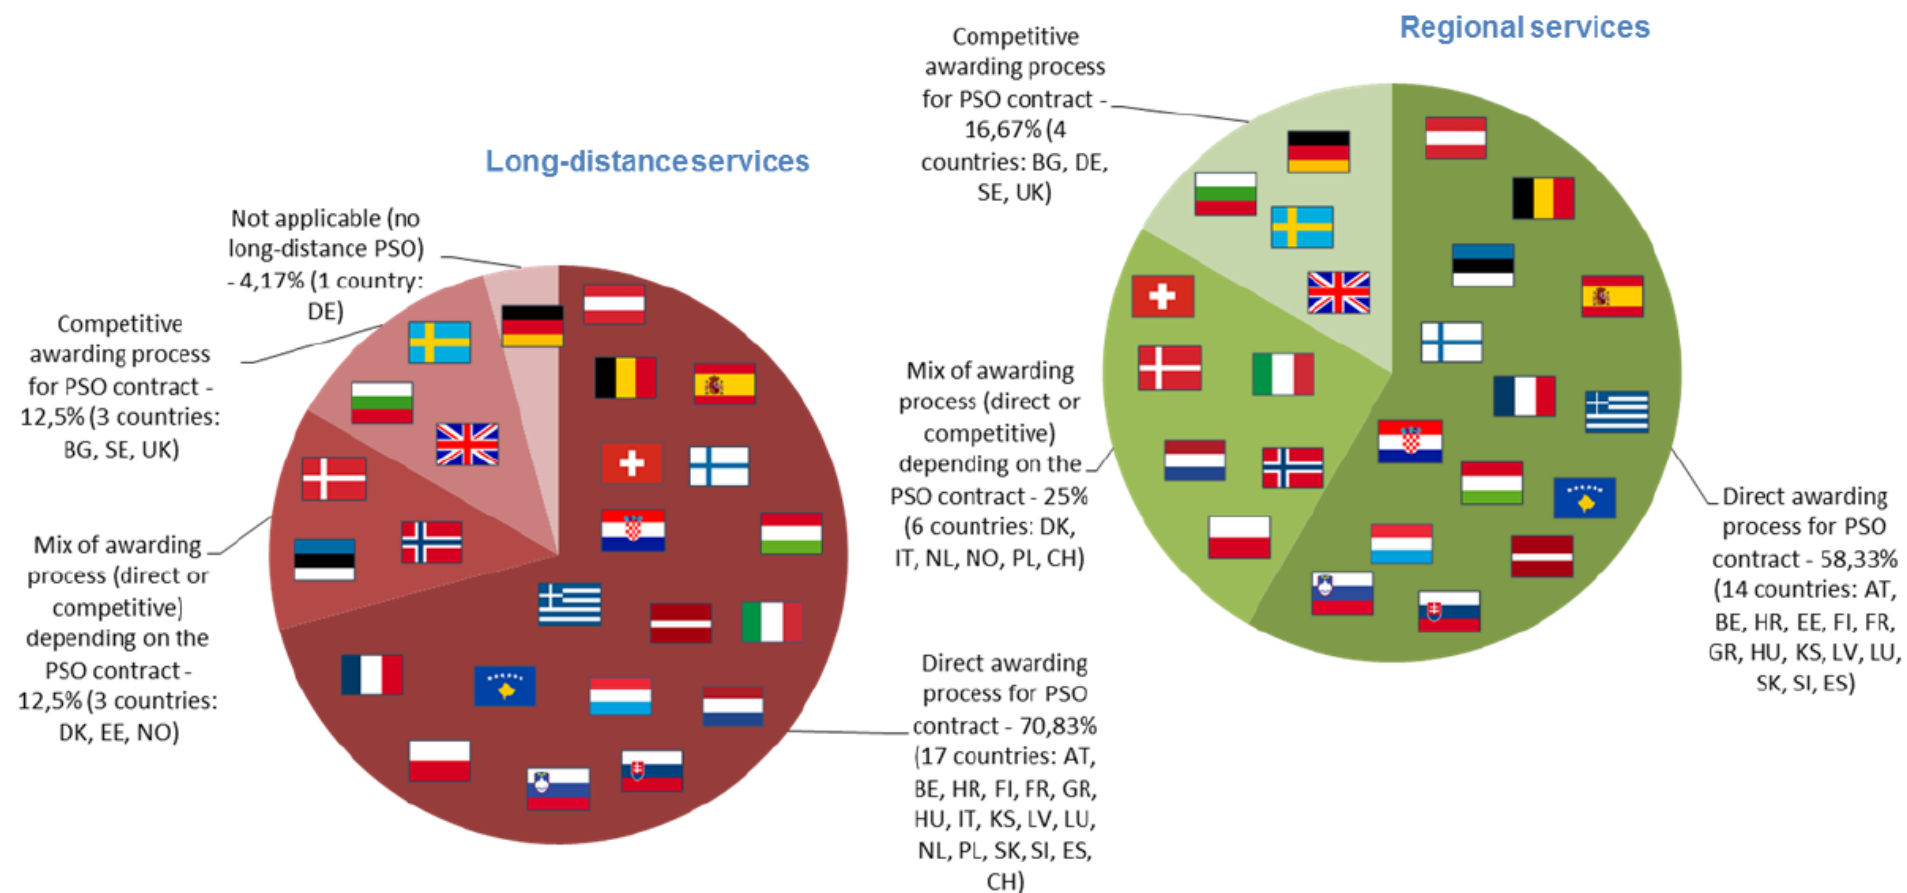 Long-distanceservices
Not applicable (no
long-distance PSO)
- 4,17% (1 country:
DE)
Competitive
awarding process
for PSO contract -
12,5% (3 countries:
BG, SE, UK)
Mix of awarding
process (direct or
competitive)
depending on the
PSO contract -
12,5% (3 countries:
DK, EE, NO)
Direct awarding
process for PSO
contract - 70,83%
(17 countries: AT,
BE, HR, FI, FR, GR,
HU, IT, KS, LV, LU,
NL, PL, SK, SI, ES,
CH)
Regional services
Competitive
awarding process
for PSO contract -
16,67% (4
countries: BG, DE,
SE, UK)
Mix of awarding
process (direct or
competitive)
depending on the
PSO contract - 25%
(6 countries: DK,
IT, NL, NO, PL, CH)
Direct awarding
process for PSO
contract - 58,33%
(14 countries: AT,
BE, HR, EE, FI, FR,
GR, HU, KS, LV, LU,
SK, SI, ES)